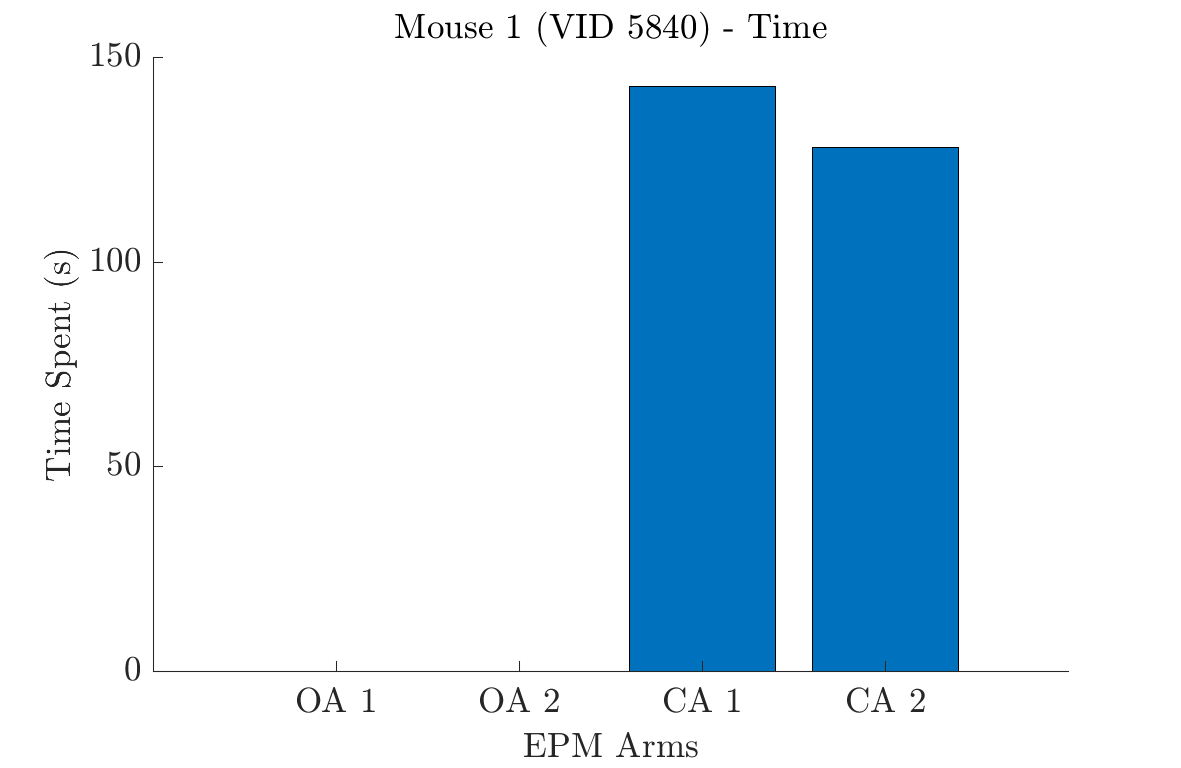 Mouse 1 (VID 5840) - Time
150
100
50
0
Time Spent (s)
OA 1
OA 2
CA 1
CA 2
EPM Arms